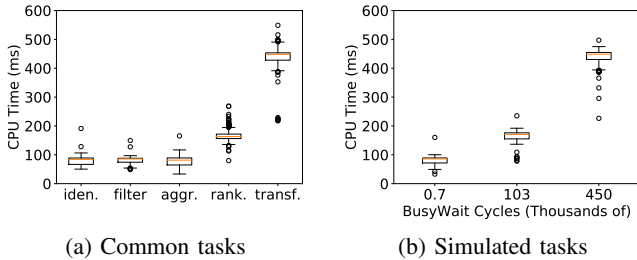 600
500
400
300
200
100
0
CPU Time (ms)
iden. filter aggr. rank. transf.
(a) Common tasks
600
500
400
300
200
100
0
CPU Time (ms)
0.7 103 450
BusyWait Cycles (Thousands of)
(b) Simulated tasks